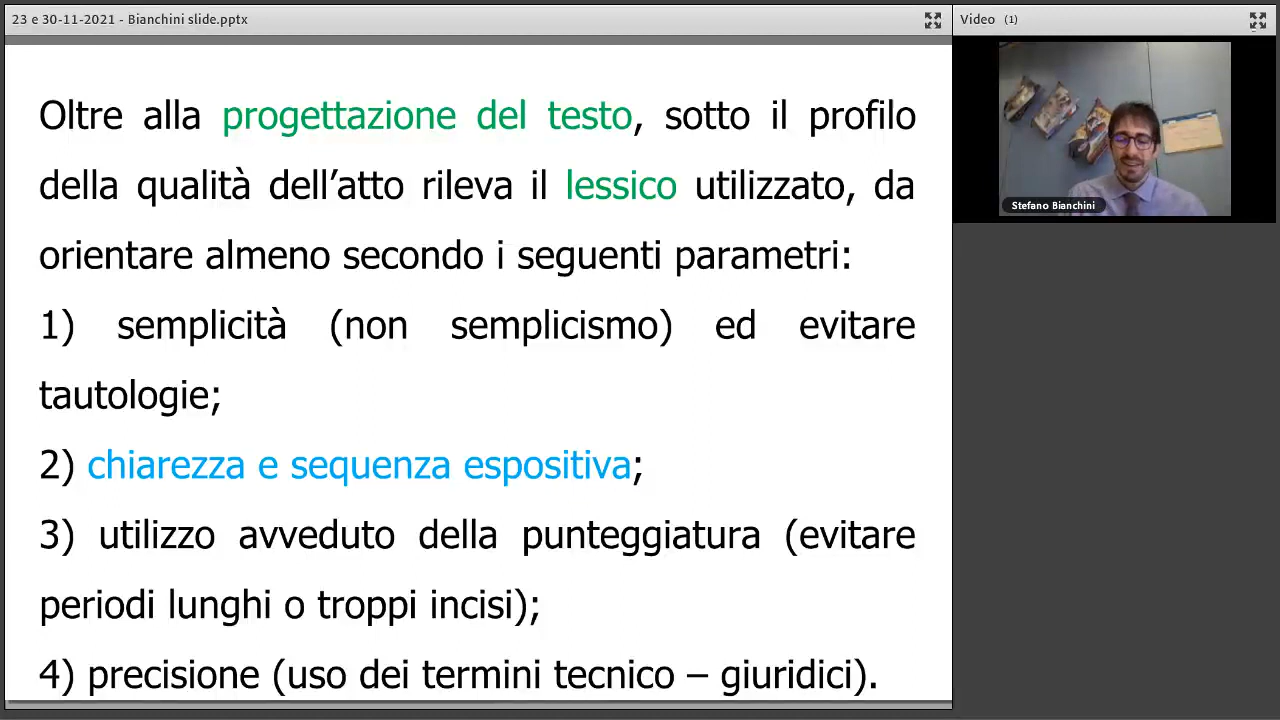 23 e 30-11-2021 - Bianchini slide.pptx
Video (1)
Oltre alla progettazione del testo, sotto il profilo
della qualità dell’atto rileva il lessico utilizzato, da
orientare almeno secondo i seguenti parametri:
1) semplicità (non semplicismo) ed evitare
tautologie;
2) chiarezza e sequenza espositiva;
3) utilizzo avveduto della punteggiatura (evitare
periodi lunghi o troppi incisi);
4) precisione (uso dei termini tecnico – giuridici).
Stefano Bianchini